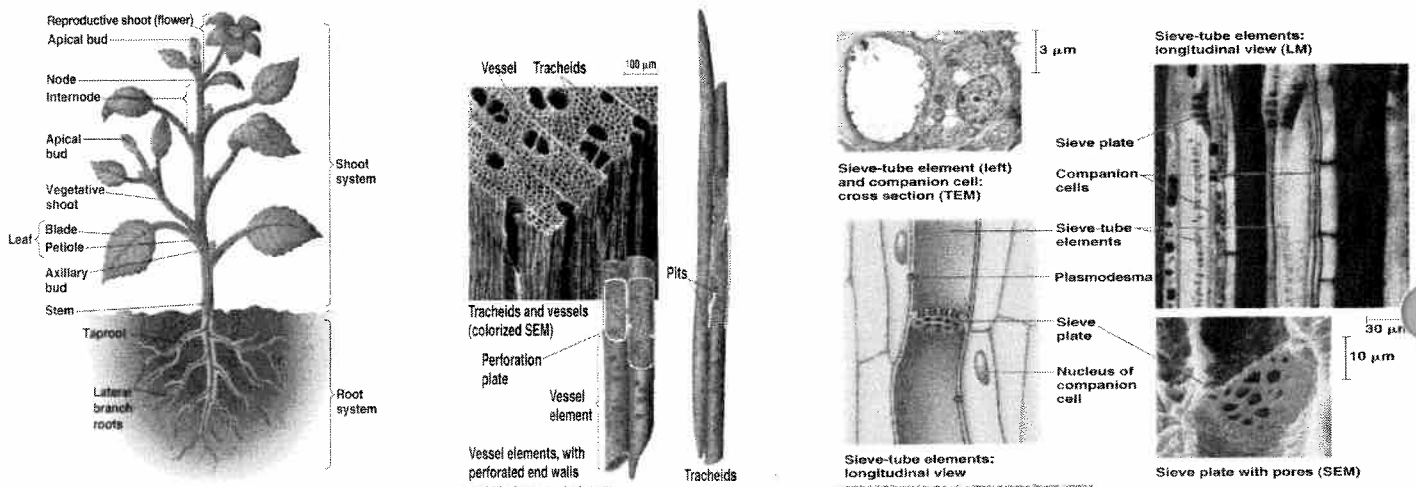 Reproductive shoot (flower)
Apical bud
Node
Internode
Apical
bud
Vegetative
shoot
Leaf
Blade
Petiole
Axillary
bud
Stem
Taproot
Lateral
branch
roots
Shoot
system
Root
system
Vessel
Tracheids
100 µm
Tracheids and vessels
(colorized SEM)
Perforation
plate
Vessel
element
Vessel elements, with
perforated end walls
Pits
Tracheids
3 µm
Sieve-tube element (left)
and companion cell:
cross section (TEM)
Sieve-tube elements:
longitudinal view (LM)
Sieve plate
Companion
cells
Sieve-tube
elements
Plasmodesma
Sieve
plate
Nucleus of
companion
cell
Sieve-tube elements:
longitudinal view
30 µm
10 µm
Sieve plate with pores (SEM)